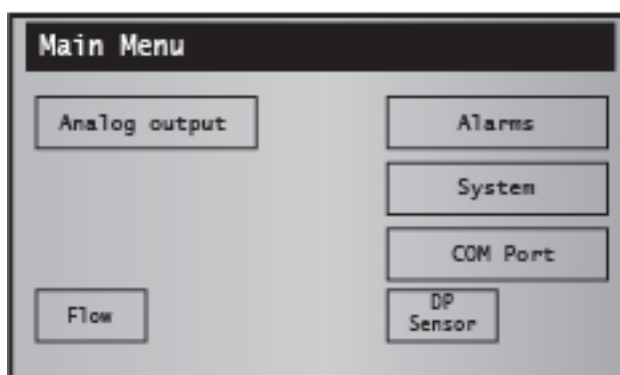 Main Menu
Analog output
Alarms
System
COM Port
Flow
DP
Sensor